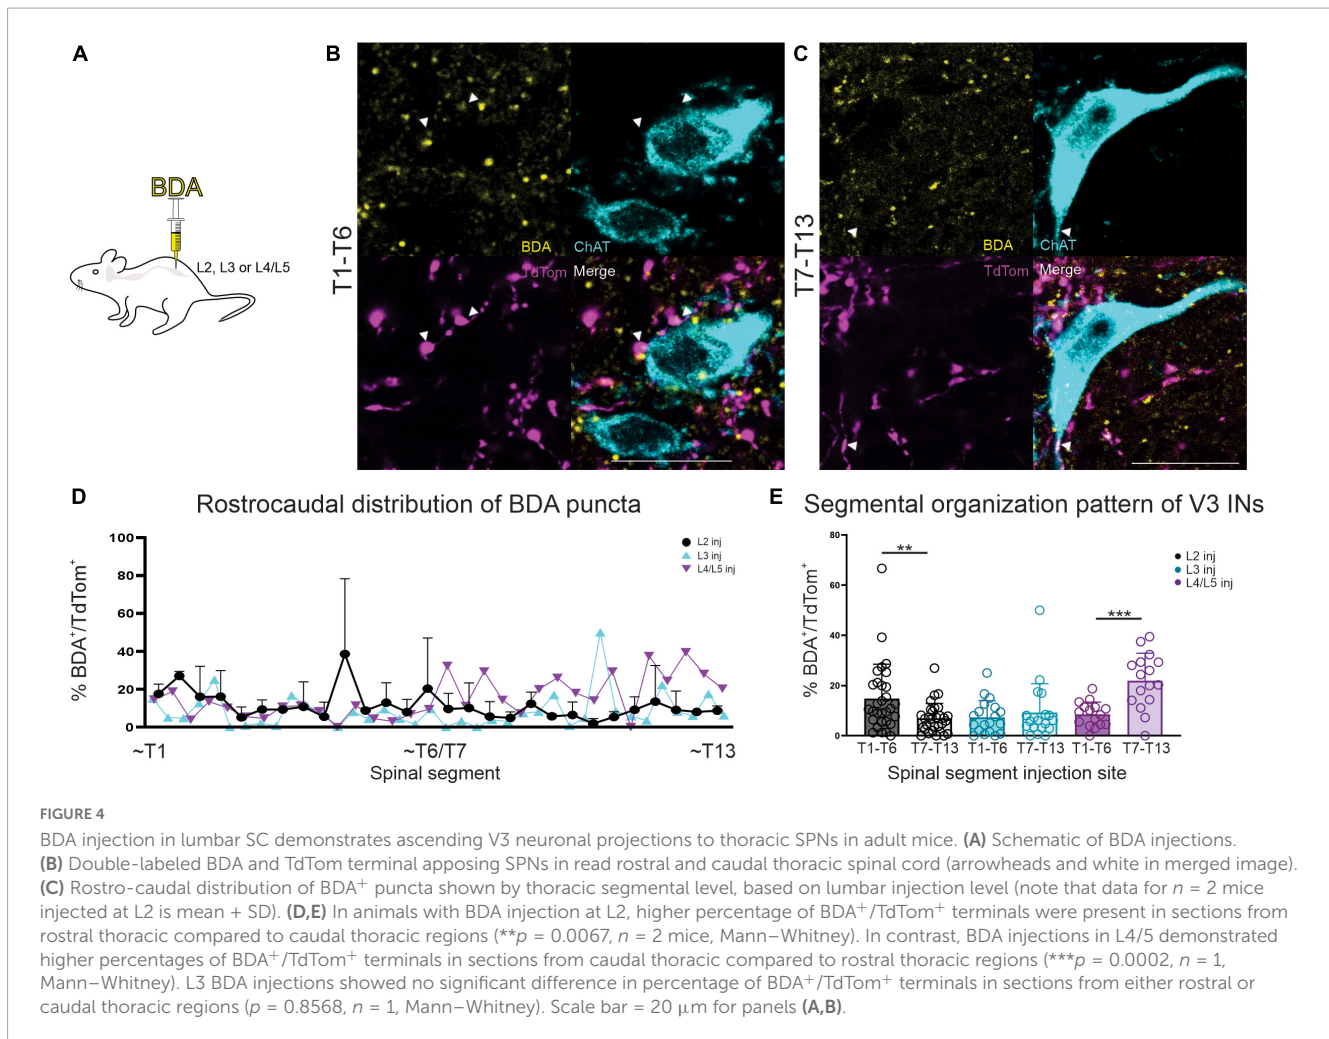 A
BDA
L2, L3 or L4/L5
B
T1-T6
BDA
ChAT
TdTom
Merge
C
T7-T13
BDA
ChAT
TdTom
Merge
D
Rostrocaudal distribution of BDA puncta
L2 inj
L3 inj
L4/L5 inj
% BDA⁺/TdTom⁺
100
80
60
40
20
0
~T1
~T6/T7
~T13
Spinal segment
E
Segmental organization pattern of V3 INs
L2 inj
L3 inj
L4/L5 inj
% BDA⁺/TdTom⁺
80
60
40
20
0
**
***
T1-T6
T7-T13
T1-T6
T7-T13
T1-T6
T7-T13
Spinal segment injection site
FIGURE 4
BDA injection in lumbar SC demonstrates ascending V3 neuronal projections to thoracic SPNs in adult mice. (A) Schematic of BDA injections.
(B) Double-labeled BDA and TdTom terminal apposing SPNs in read rostral and caudal thoracic spinal cord (arrowheads and white in merged image).
(C) Rostro-caudal distribution of BDA⁺ puncta shown by thoracic segmental level, based on lumbar injection level (note that data for n = 2 mice
injected at L2 is mean + SD). (D,E) In animals with BDA injection at L2, higher percentage of BDA⁺/TdTom⁺ terminals were present in sections from
rostral thoracic compared to caudal thoracic regions (**p = 0.0067, n = 2 mice, Mann–Whitney). In contrast, BDA injections in L4/5 demonstrated
higher percentages of BDA⁺/TdTom⁺ terminals in sections from caudal thoracic compared to rostral thoracic regions (***p = 0.0002, n = 1,
Mann–Whitney). L3 BDA injections showed no significant difference in percentage of BDA⁺/TdTom⁺ terminals in sections from either rostral or
caudal thoracic regions (p = 0.8568, n = 1, Mann–Whitney). Scale bar = 20 μm for panels (A,B).